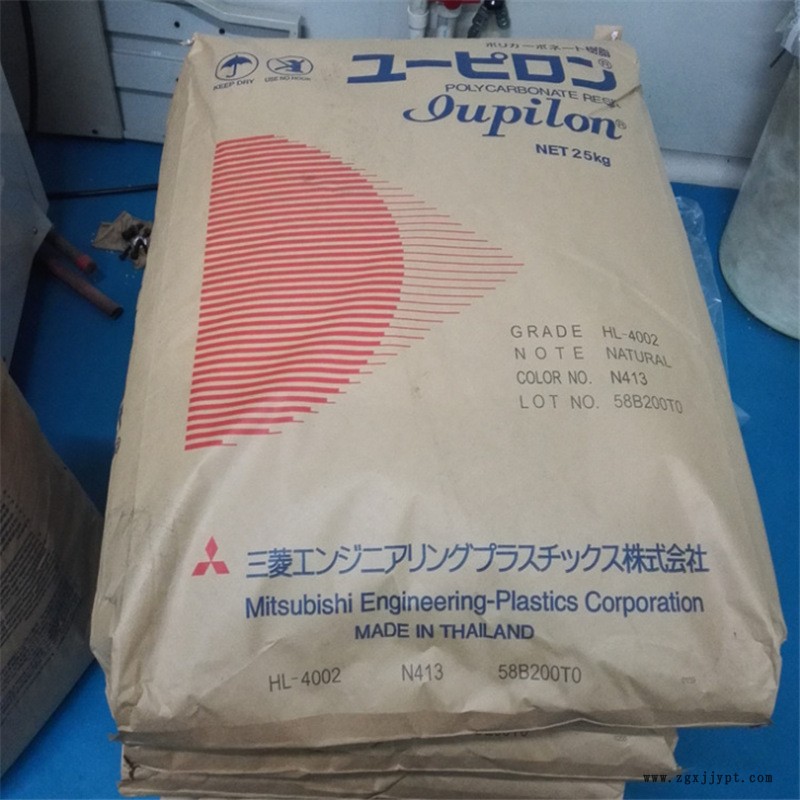 ポリカーボネート樹脂
ユーピロン®
KEEP DRY
USE NO HOOK
POLYCARBONATE RESIN
Iupilon®
NET 25kg
GRADE HL-4002
NOTE NATURAL
COLOR NO. N413
LOT NO. 58B200T0
三菱エンジニアリングプラスチックス株式会社
Mitsubishi Engineering-Plastics Corporation
MADE IN THAILAND
HL-4002 N413 58B200T0
www.zgxjjypt.com